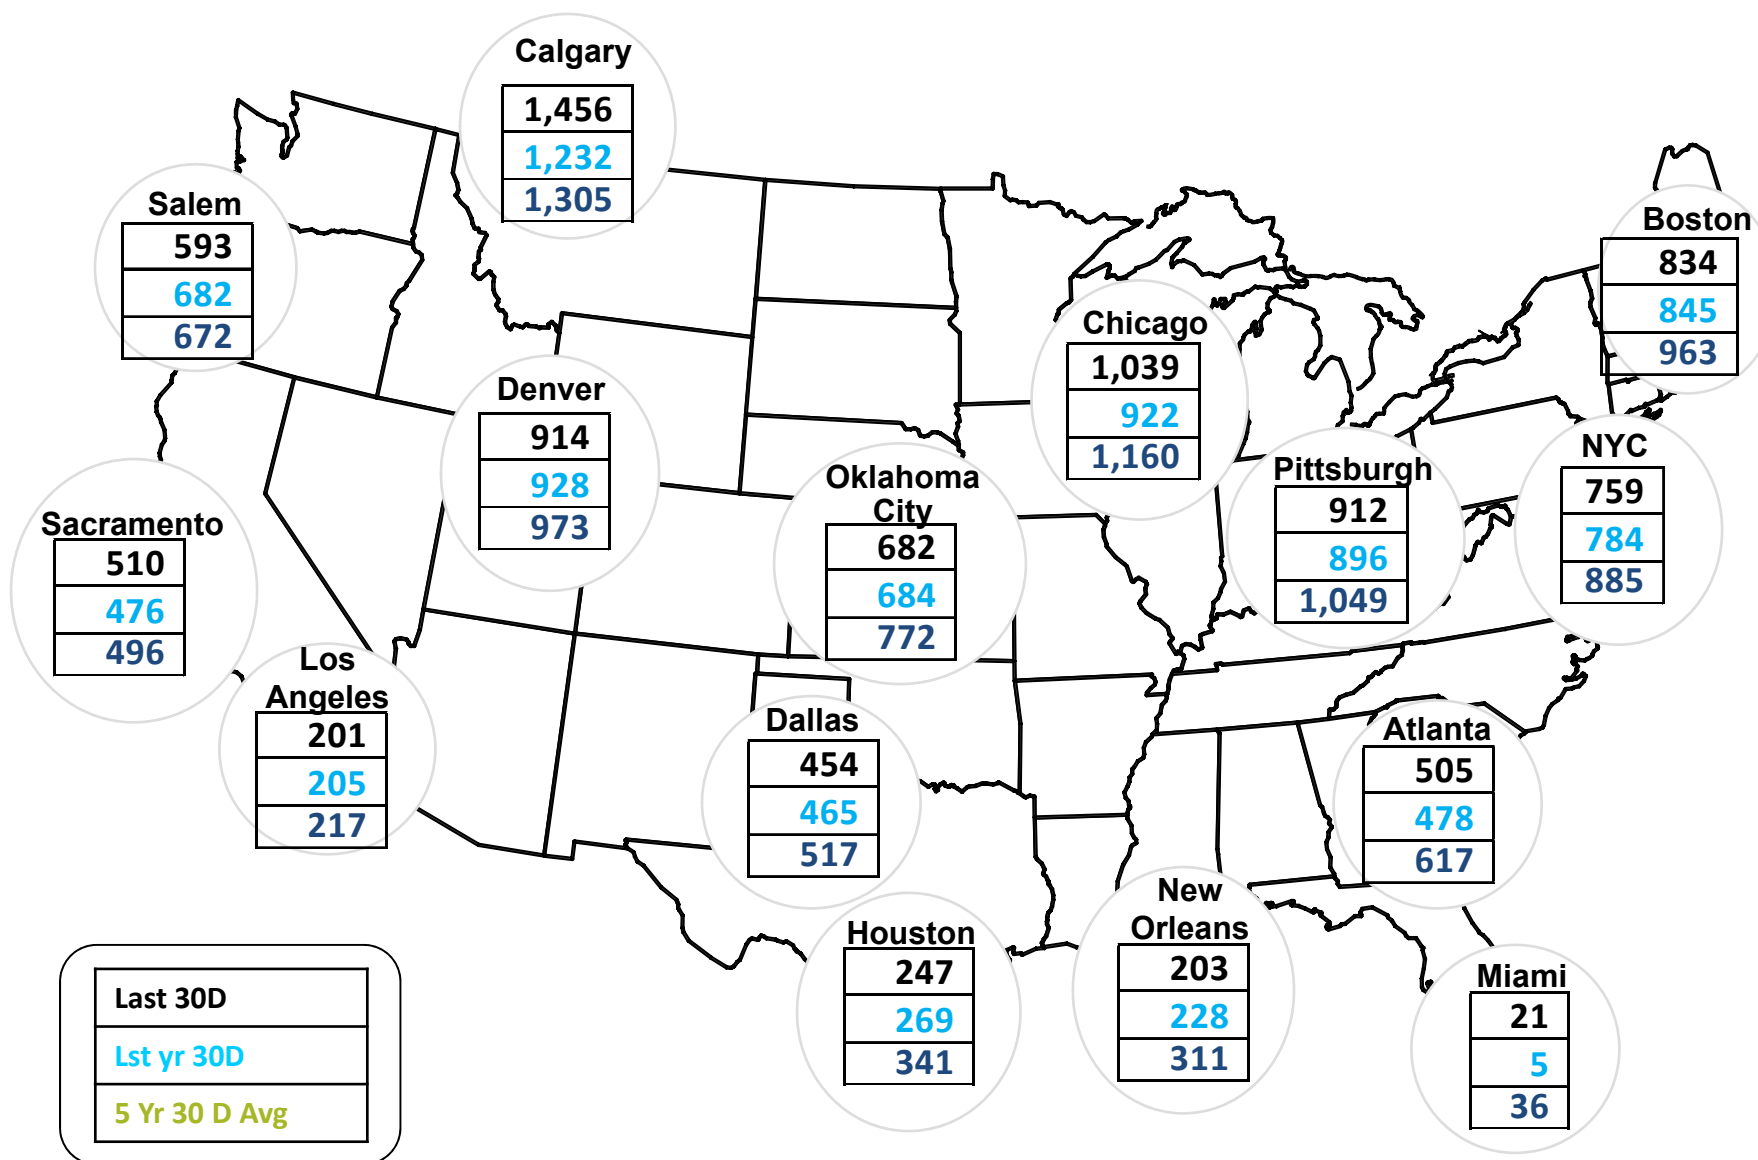 Calgary
1,456
1,232
1,305
Salem
593
682
672
Boston
834
845
963
Chicago
1,039
922
1,160
Denver
914
928
973
NYC
759
784
885
Pittsburgh
912
896
1,049
Oklahoma
City
682
684
772
Sacramento
510
476
496
Los
Angeles
201
205
217
Dallas
454
465
517
Atlanta
505
478
617
New
Orleans
203
228
311
Houston
247
269
341
Miami
21
5
36
Last 30D
Lst yr 30D
5 Yr 30 D Avg